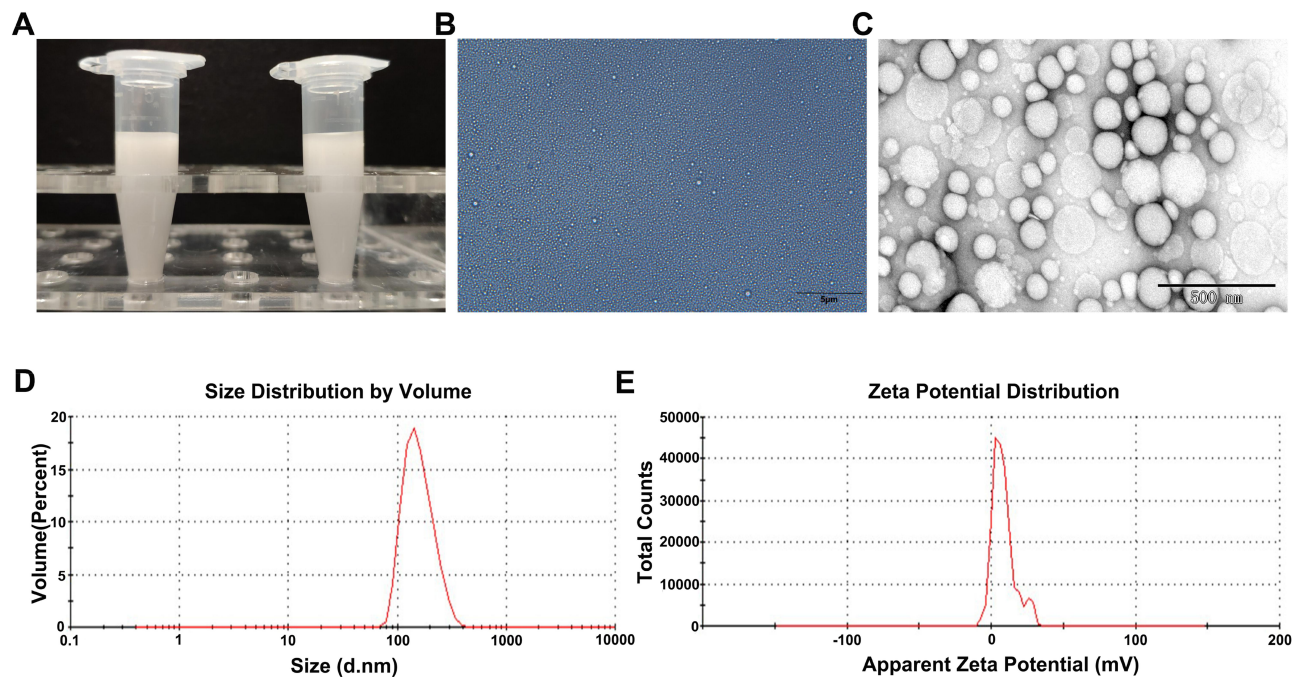 A
B
C
5μm
500 nm
D
Size Distribution by Volume
Volume(Percent)
20
15
10
5
0
0.1
1
10
100
1000
10000
Size (d.nm)
E
Zeta Potential Distribution
Total Counts
50000
40000
30000
20000
10000
0
-100
0
100
200
Apparent Zeta Potential (mV)